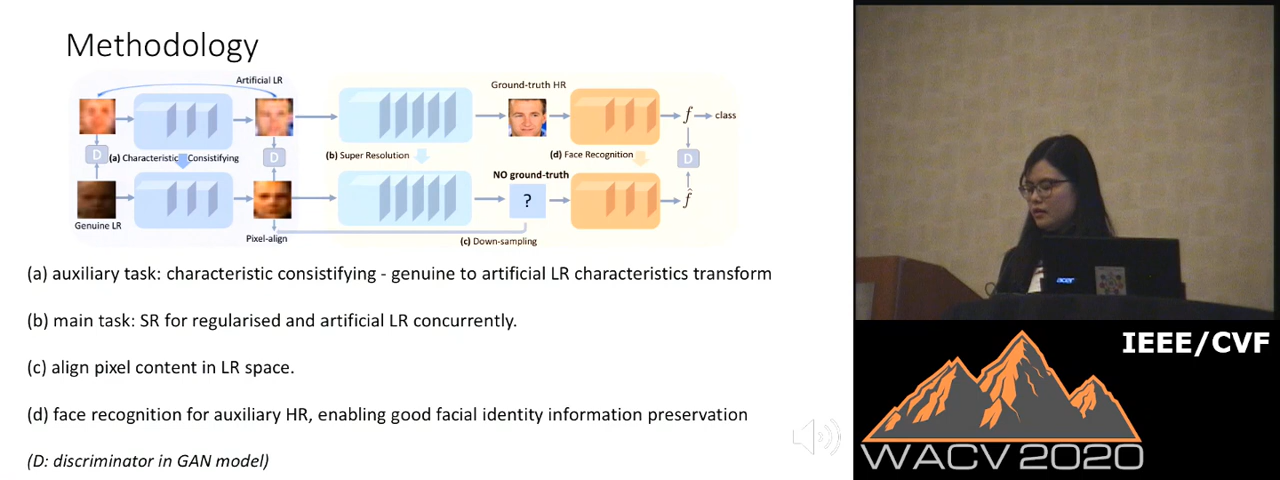 Methodology
Artificial LR
Ground-truth HR
D
(a) Characteristic Consistifying
D
(b) Super Resolution
(d) Face Recognition
f
class
D
NO ground-truth
?
f̂
Genuine LR
Pixel-align
(c) Down-sampling
(a) auxiliary task: characteristic consistifying - genuine to artificial LR characteristics transform
(b) main task: SR for regularised and artificial LR concurrently.
(c) align pixel content in LR space.
(d) face recognition for auxiliary HR, enabling good facial identity information preservation
(D: discriminator in GAN model)
acer
IEEE/CVF
WACV 2020